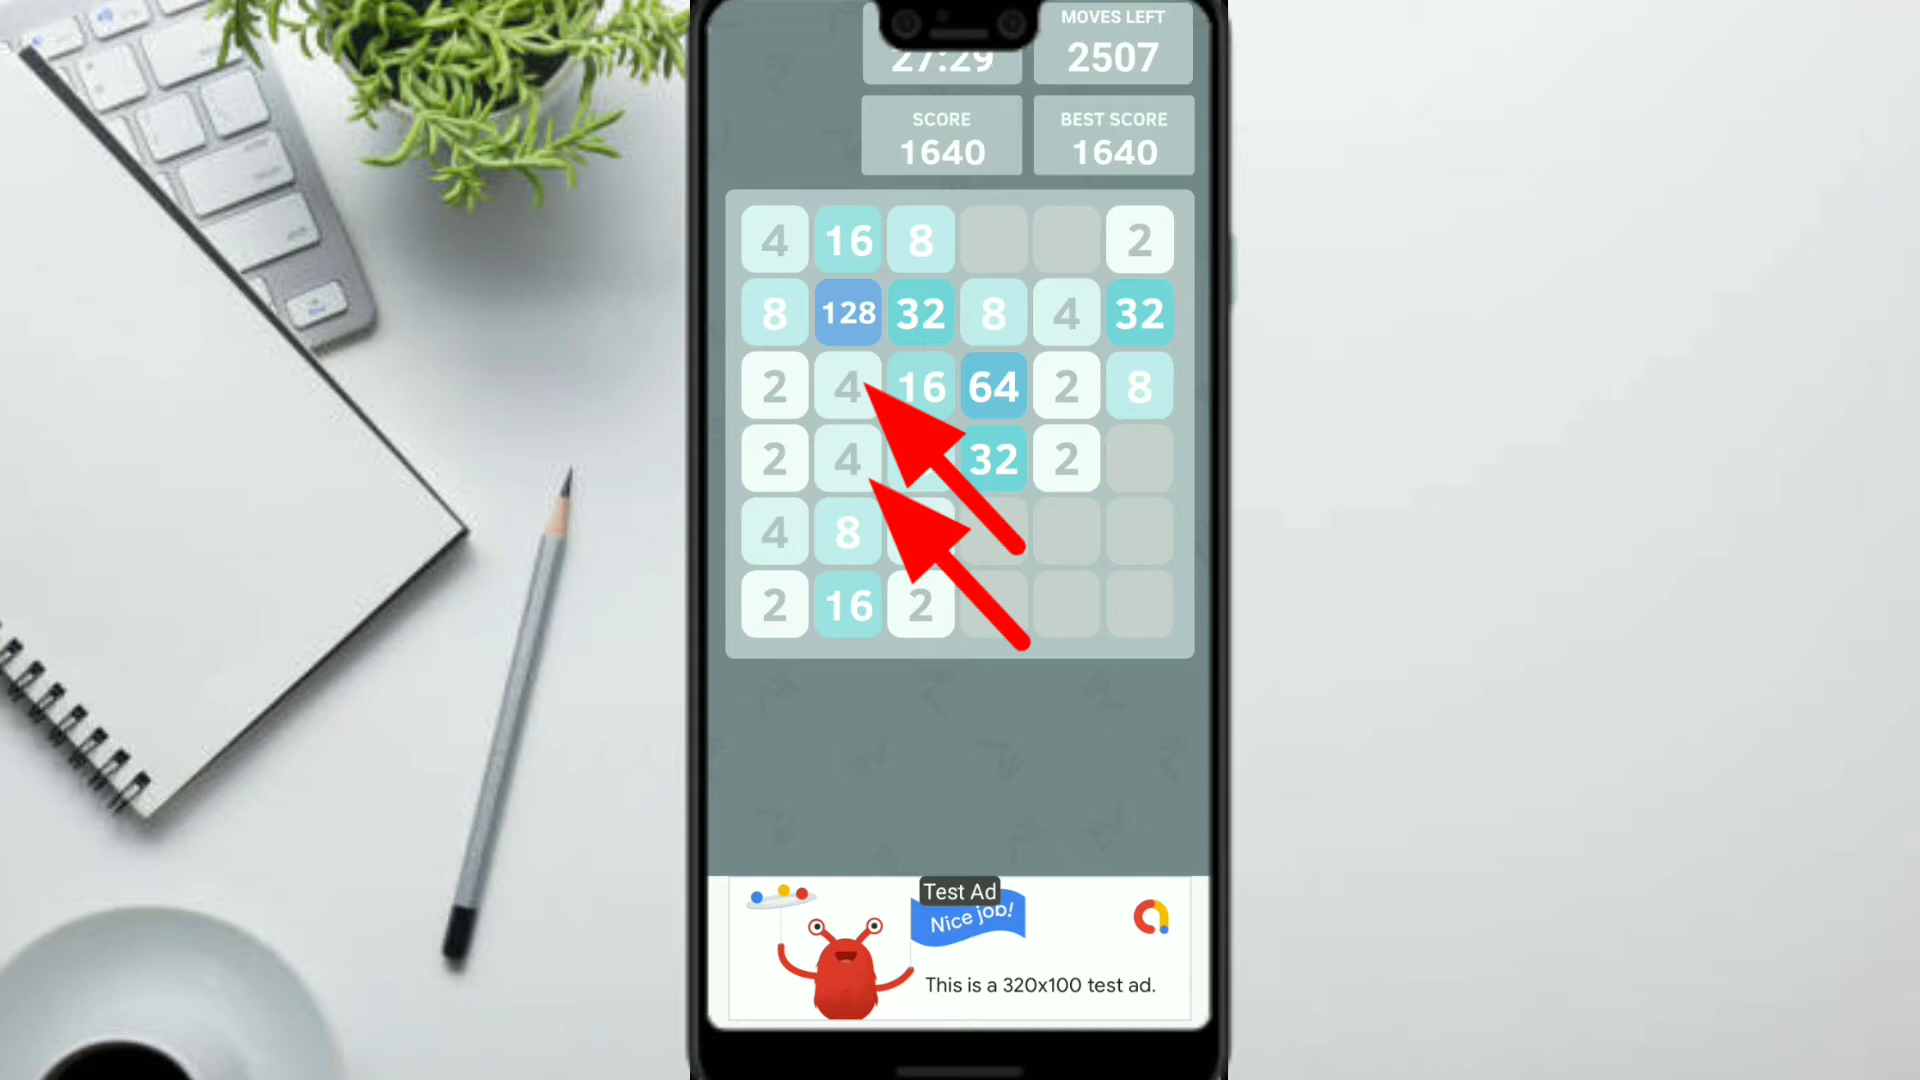 MOVES LEFT
27:29 2507
SCORE BEST SCORE
1640 1640
4 16 8 2
8 128 32 8 4 32
2 4 16 64 2 8
2 4 32 2
4 8
2 16 2
Test Ad
Nice job!
This is a 320x100 test ad.